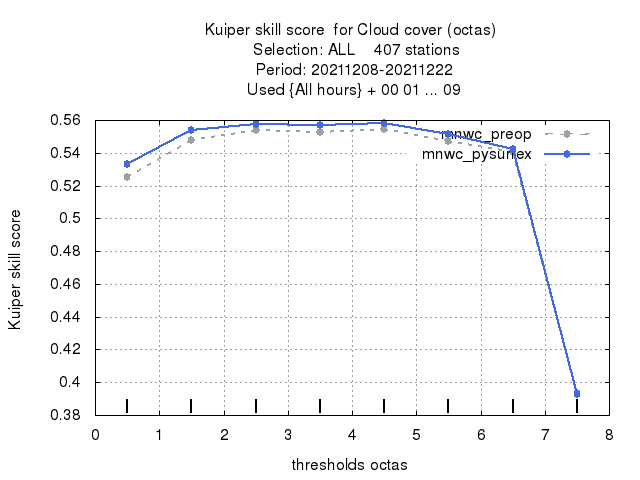 Kuiper skill score  for Cloud cover (octas)
Selection: ALL    407 stations
Period: 20211208-20211222
Used {All hours} + 00 01 ... 09
mnwc_preop
mnwc_pysurfex
Kuiper skill score
0.56
0.54
0.52
0.5
0.48
0.46
0.44
0.42
0.4
0.38
0 1 2 3 4 5 6 7 8
thresholds octas